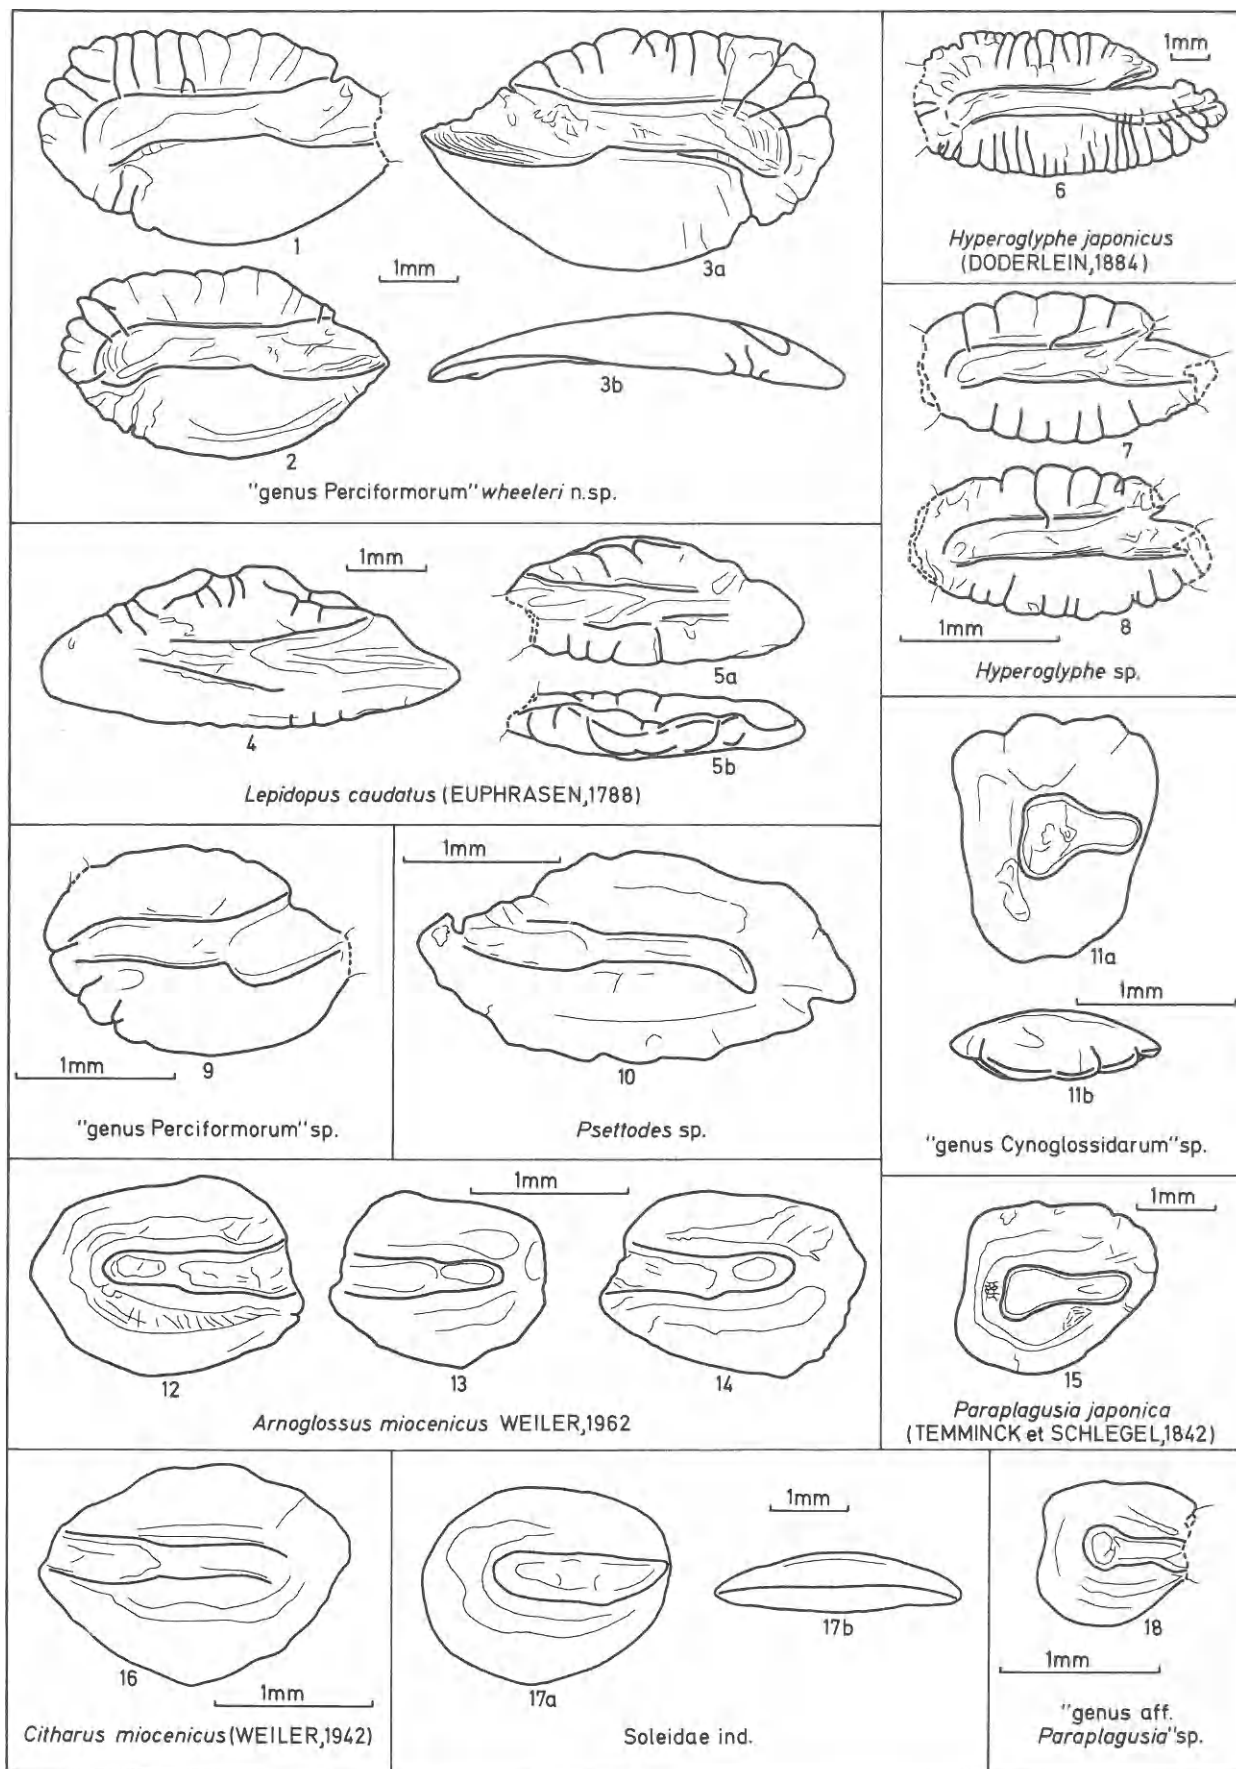 1
1mm
3a
2
3b
"genus Perciformorum" wheeleri n.sp.
1mm
6
Hyperoglyphe japonicus
(DODERLEIN,1884)
7
8
1mm
Hyperoglyphe sp.
1mm
4
5a
5b
Lepidopus caudatus (EUPHRASEN,1788)
1mm
9
"genus Perciformorum" sp.
1mm
10
Psettodes sp.
11a
1mm
11b
"genus Cynoglossidarum" sp.
1mm
12
13
14
Arnoglossus miocenicus WEILER,1962
1mm
15
Paraplagusia japonica
(TEMMINCK et SCHLEGEL,1842)
16
1mm
Citharus miocenicus (WEILER,1942)
1mm
17a
17b
Soleidae ind.
18
1mm
"genus aff.
Paraplagusia" sp.